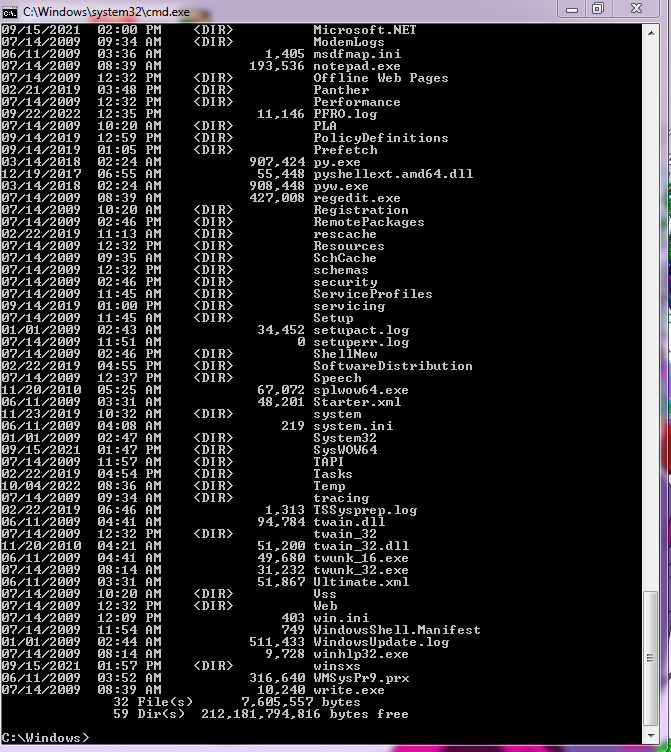 C:\Windows\system32\cmd.exe
09/15/2021  02:00 PM    <DIR>          Microsoft.NET
07/14/2009  09:34 AM    <DIR>          ModemLogs
06/11/2009  03:36 AM             1,405 msdfmap.ini
07/14/2009  08:39 AM           193,536 notepad.exe
07/14/2009  12:32 PM    <DIR>          Offline Web Pages
02/21/2019  03:48 PM    <DIR>          Panther
07/14/2009  12:32 PM    <DIR>          Performance
09/22/2022  12:35 PM            11,146 PFRO.log
07/14/2009  10:20 AM    <DIR>          PLA
09/14/2019  12:59 PM    <DIR>          PolicyDefinitions
09/14/2019  01:05 PM    <DIR>          Prefetch
03/14/2018  02:24 AM           907,424 py.exe
12/19/2017  06:55 AM            55,448 pyshellext.amd64.dll
03/14/2018  02:24 AM           908,448 pyw.exe
07/14/2009  08:39 AM           427,008 regedit.exe
07/14/2009  10:20 AM    <DIR>          Registration
07/14/2009  02:46 PM    <DIR>          RemotePackages
02/22/2019  11:13 AM    <DIR>          rescache
07/14/2009  12:32 PM    <DIR>          Resources
07/14/2009  09:35 AM    <DIR>          SchCache
07/14/2009  12:32 PM    <DIR>          schemas
07/14/2009  02:46 PM    <DIR>          security
07/14/2009  11:45 AM    <DIR>          ServiceProfiles
09/14/2019  01:00 PM    <DIR>          servicing
07/14/2009  11:45 AM    <DIR>          Setup
01/01/2009  02:43 AM            34,452 setupact.log
07/14/2009  11:51 AM                 0 setuperr.log
07/14/2009  02:46 PM    <DIR>          ShellNew
02/22/2019  04:55 PM    <DIR>          SoftwareDistribution
07/14/2009  12:37 PM    <DIR>          Speech
11/20/2010  05:25 AM            67,072 splwow64.exe
06/11/2009  03:31 AM            48,201 Starter.xml
11/23/2019  10:32 AM    <DIR>          system
06/11/2009  04:08 AM               219 system.ini
01/01/2009  02:47 AM    <DIR>          System32
09/15/2021  01:47 PM    <DIR>          SysWOW64
07/14/2009  11:57 AM    <DIR>          TAPI
02/22/2019  04:54 PM    <DIR>          Tasks
10/04/2022  08:36 AM    <DIR>          Temp
07/14/2009  09:34 AM    <DIR>          tracing
02/22/2019  06:46 AM             1,313 TSSysprep.log
06/11/2009  04:41 AM            94,784 twain.dll
07/14/2009  12:32 PM    <DIR>          twain_32
11/20/2010  04:21 AM            51,200 twain_32.dll
06/11/2009  04:41 AM            49,680 twunk_16.exe
07/14/2009  08:14 AM            31,232 twunk_32.exe
06/11/2009  03:31 AM            51,867 Ultimate.xml
07/14/2009  10:20 AM    <DIR>          Vss
07/14/2009  12:32 PM    <DIR>          Web
07/14/2009  12:09 PM               403 win.ini
07/14/2009  11:54 AM               749 WindowsShell.Manifest
01/01/2009  02:44 AM           511,433 WindowsUpdate.log
07/14/2009  08:14 AM             9,728 winhlp32.exe
09/15/2021  01:57 PM    <DIR>          winsxs
06/11/2009  03:52 AM           316,640 WMSysPr9.prx
07/14/2009  08:39 AM            10,240 write.exe
32 File(s)      7,605,557 bytes
59 Dir(s)  212,181,794,816 bytes free
C:\Windows>